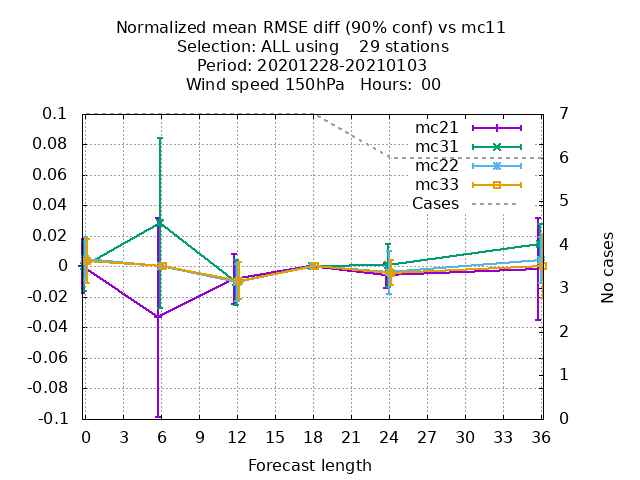 Normalized mean RMSE diff (90% conf) vs mc11
Selection: ALL using    29 stations
Period: 20201228-20210103
Wind speed 150hPa   Hours:  00
mc21
mc31
mc22
mc33
Cases
0.1
0.08
0.06
0.04
0.02
0
-0.02
-0.04
-0.06
-0.08
-0.1
7
6
5
4
3
2
1
0
No cases
0 3 6 9 12 15 18 21 24 27 30 33 36
Forecast length